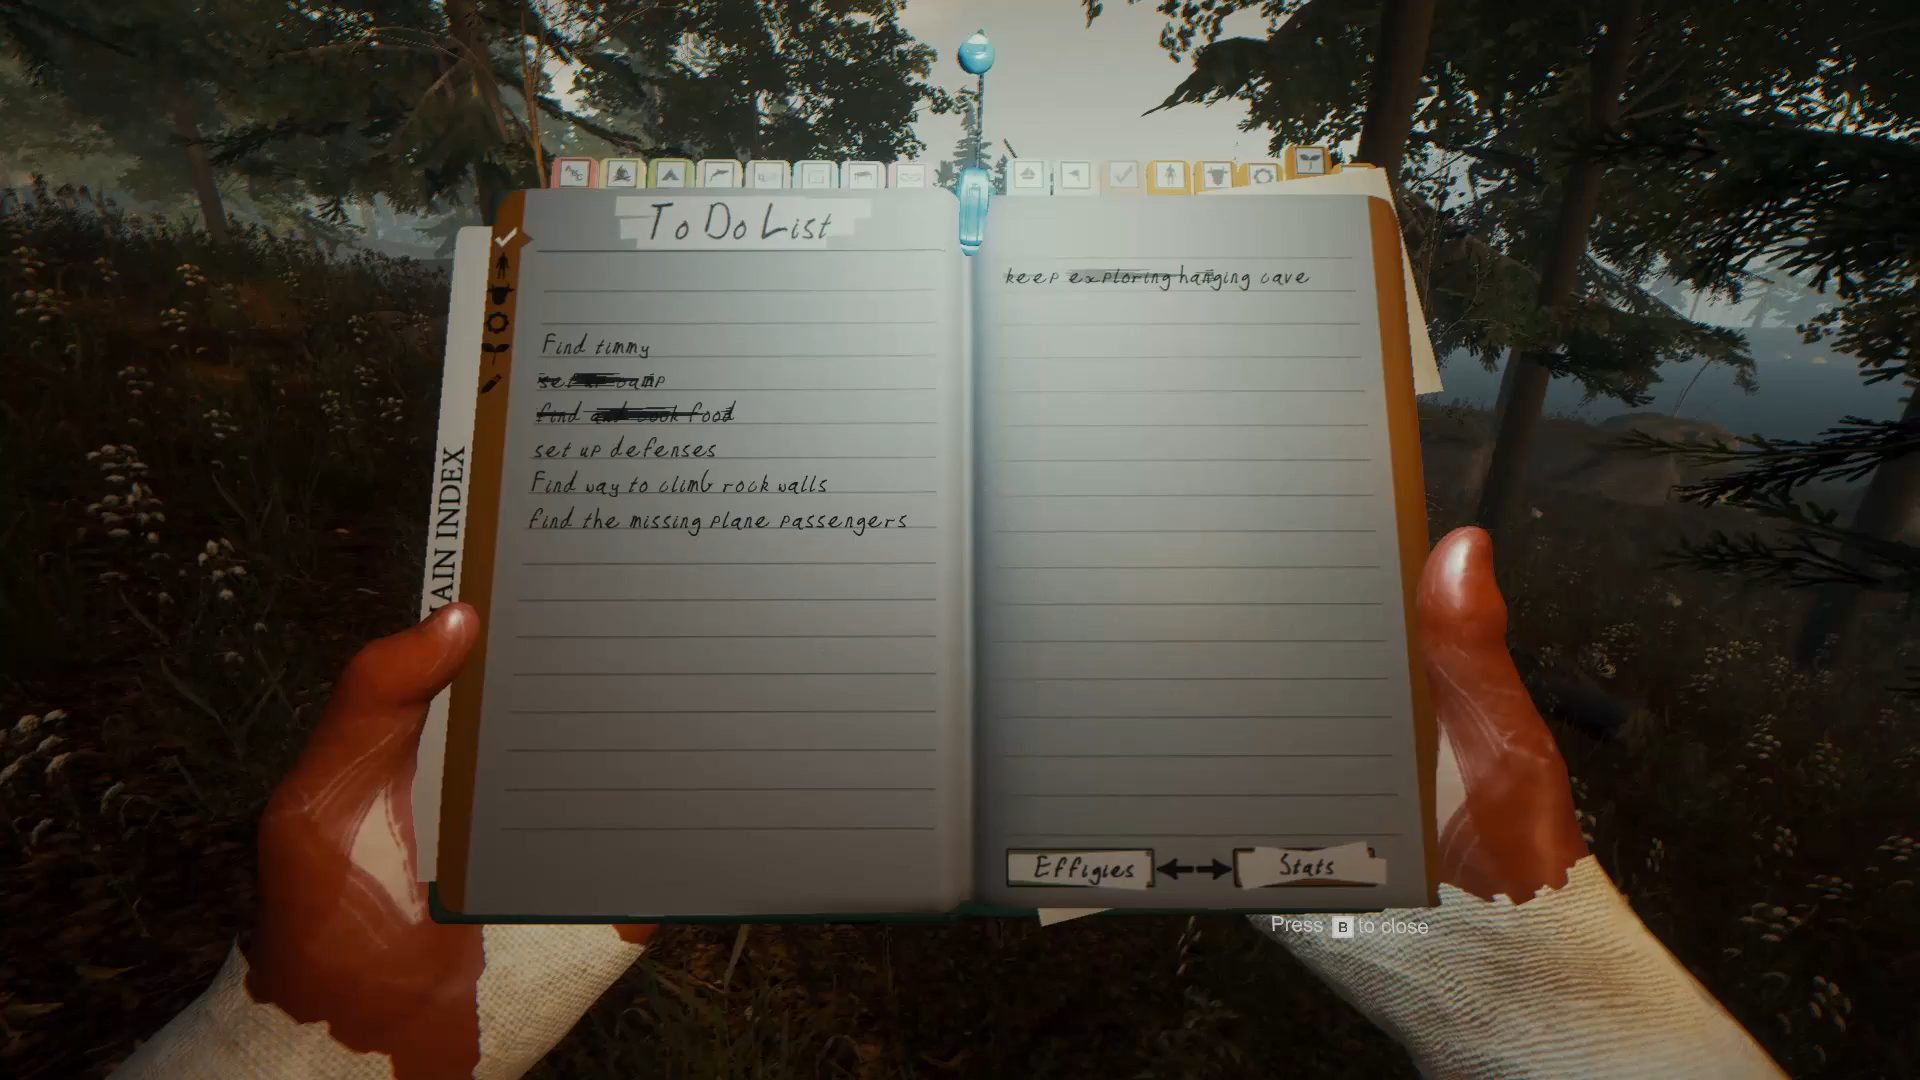 To Do List
Find timmy
set up camp
find and cook food
set up defenses
Find way to climb rock walls
find the missing plane passengers
keep exploring hanging cave
Effigies
Stats
Press B to close
AIN INDEX